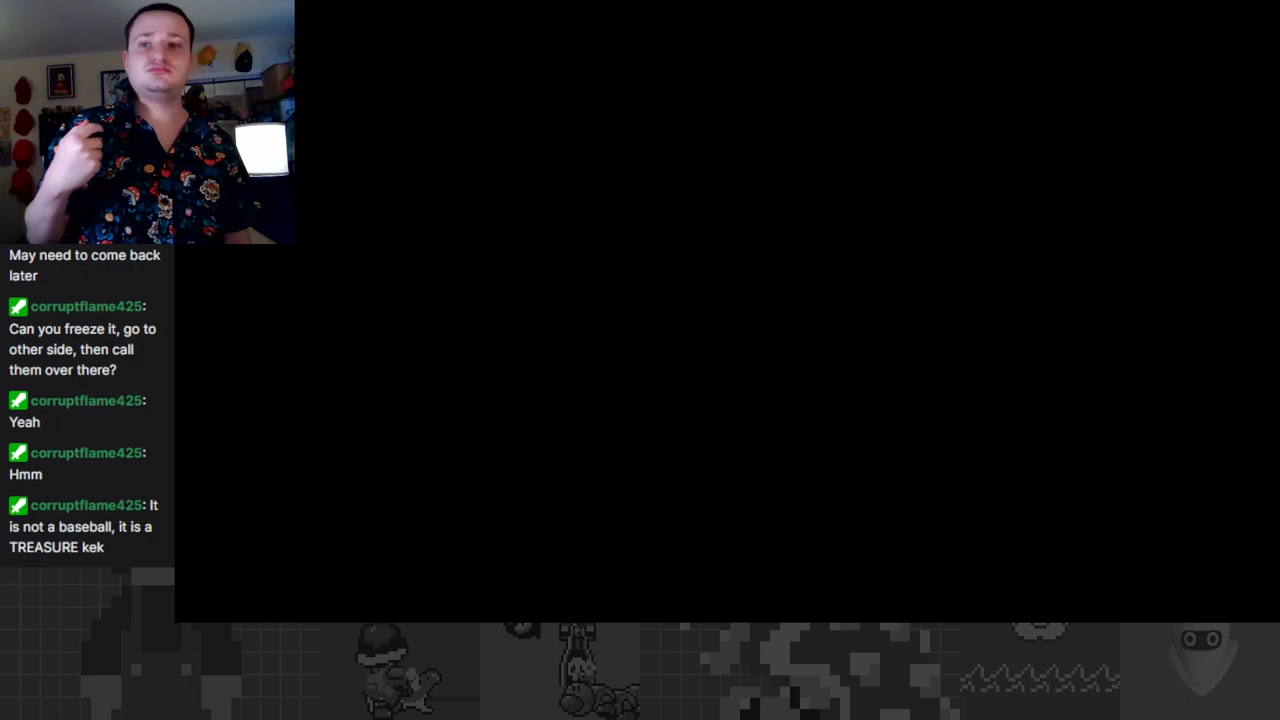 May need to come back
later
corruptflame425:
Can you freeze it, go to
other side, then call
them over there?
corruptflame425:
Yeah
corruptflame425:
Hmm
corruptflame425: It
is not a baseball, it is a
TREASURE kek